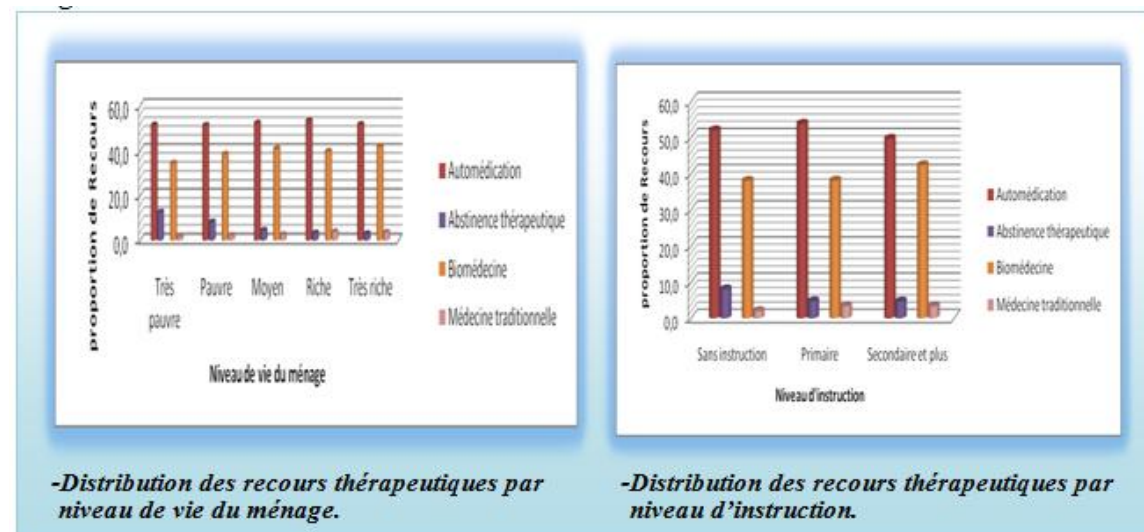 proportion de Recours
60,0
40,0
20,0
0,0
Très pauvre
Pauvre
Moyen
Riche
Très riche
Niveau de vie du ménage
Automédication
Abstinence thérapeutique
Biomédecine
Médecine traditionnelle
-Distribution des recours thérapeutiques par
niveau de vie du ménage.
proportion de Recours
60,0
50,0
40,0
30,0
20,0
10,0
0,0
Sans instruction
Primaire
Secondaire et plus
Niveau d'instruction
Automédication
Abstinence thérapeutique
Biomédecine
Médecine traditionnelle
-Distribution des recours thérapeutiques par
niveau d'instruction.